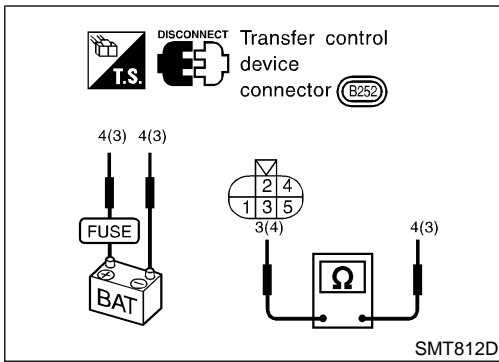 DISCONNECT
T.S.
Transfer control
device
connector B252
4(3) 4(3)
FUSE
BAT
2 4
1 3 5
3(4) 4(3)
Ω
SMT812D